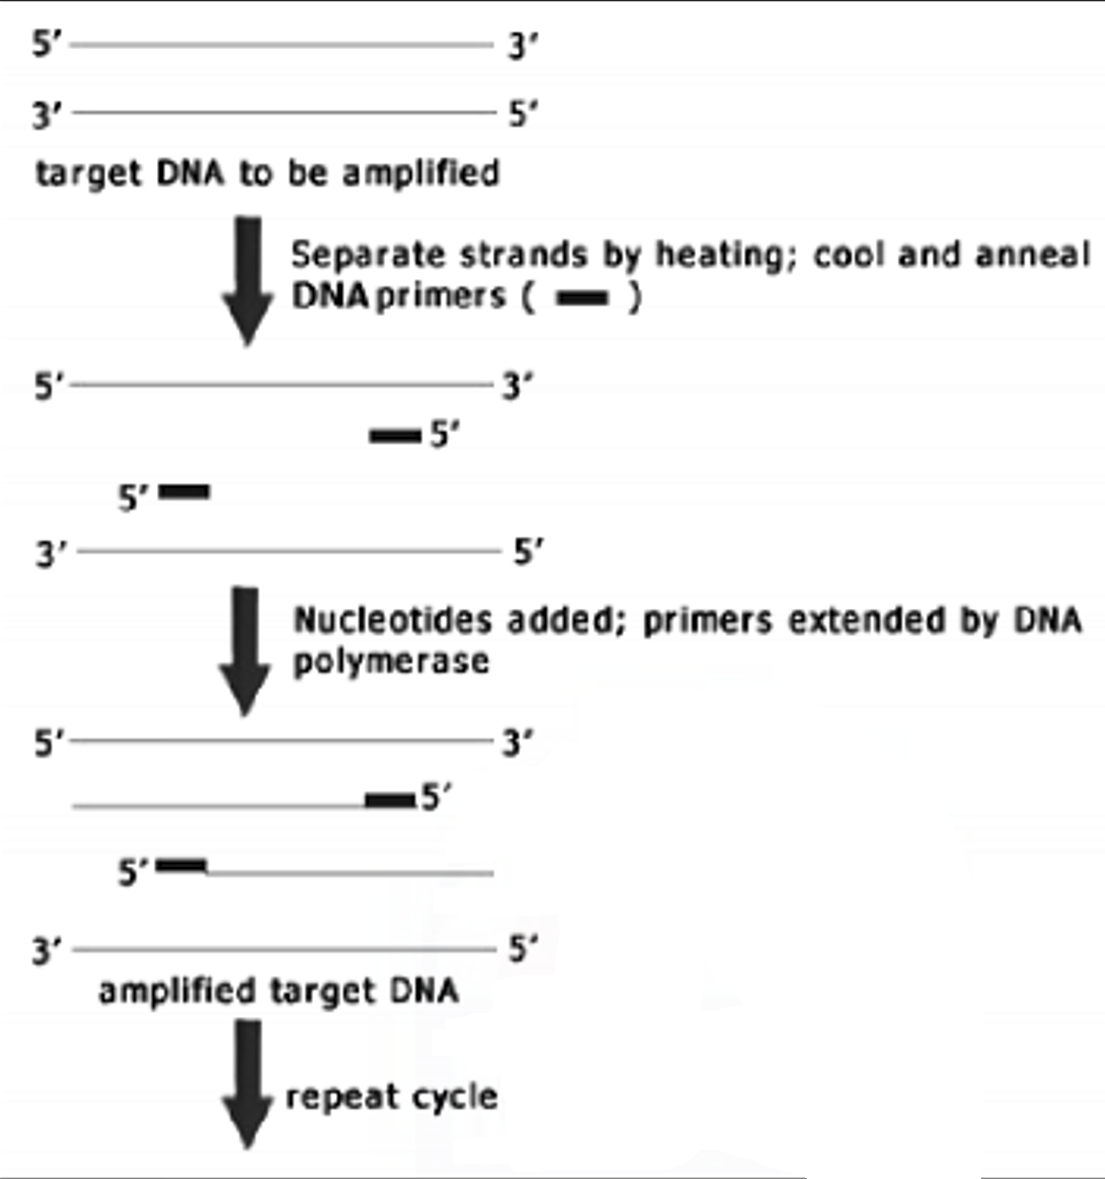 5′ 3′
3′ 5′
target DNA to be amplified
Separate strands by heating; cool and anneal
DNA primers ( )
5′ 3′
5′
5′
3′ 5′
Nucleotides added; primers extended by DNA
polymerase
5′ 3′
5′
5′
3′ 5′
amplified target DNA
repeat cycle